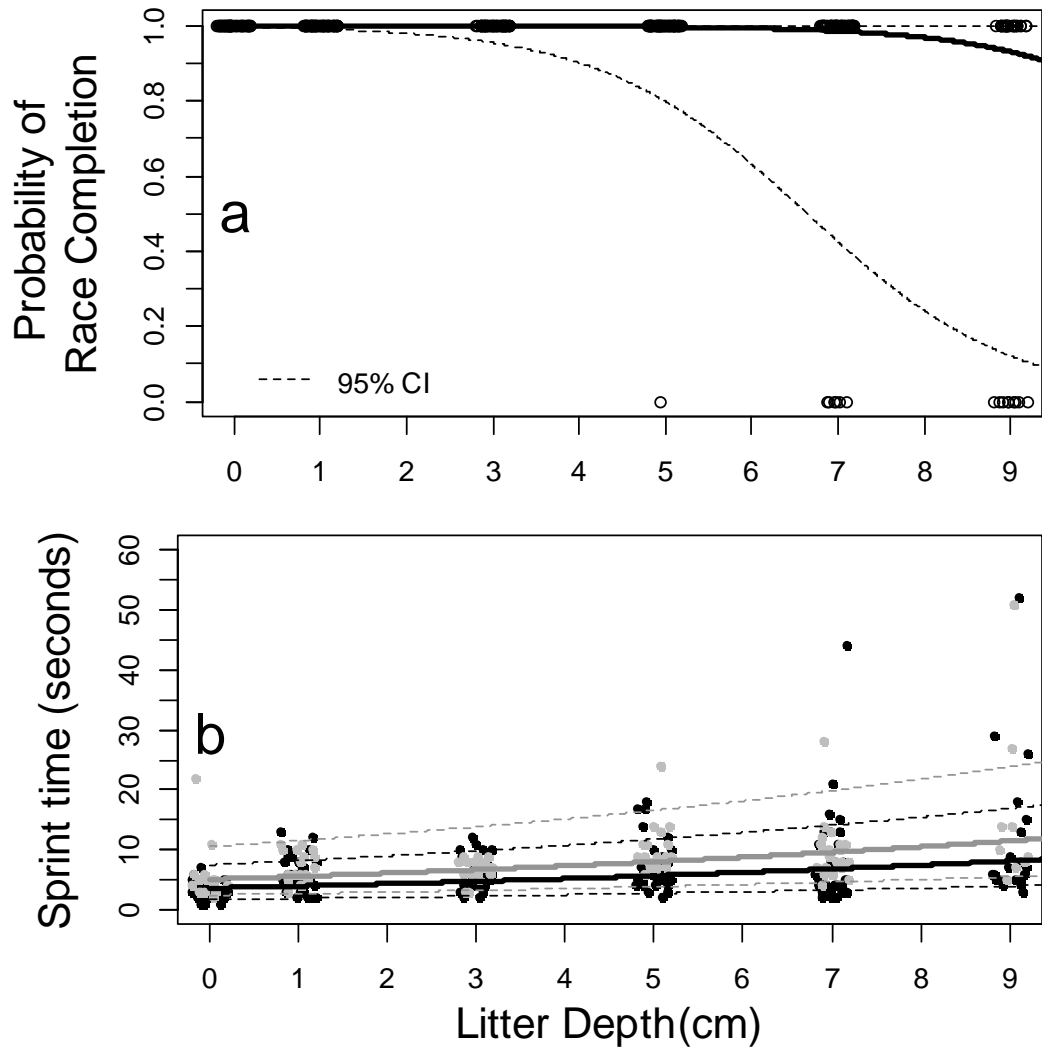 Probability of
Race Completion
1.0
0.8
0.6
0.4
0.2
0.0
a
95% CI
0 1 2 3 4 5 6 7 8 9
Sprint time (seconds)
60
50
40
30
20
10
0
b
0 1 2 3 4 5 6 7 8 9
Litter Depth(cm)